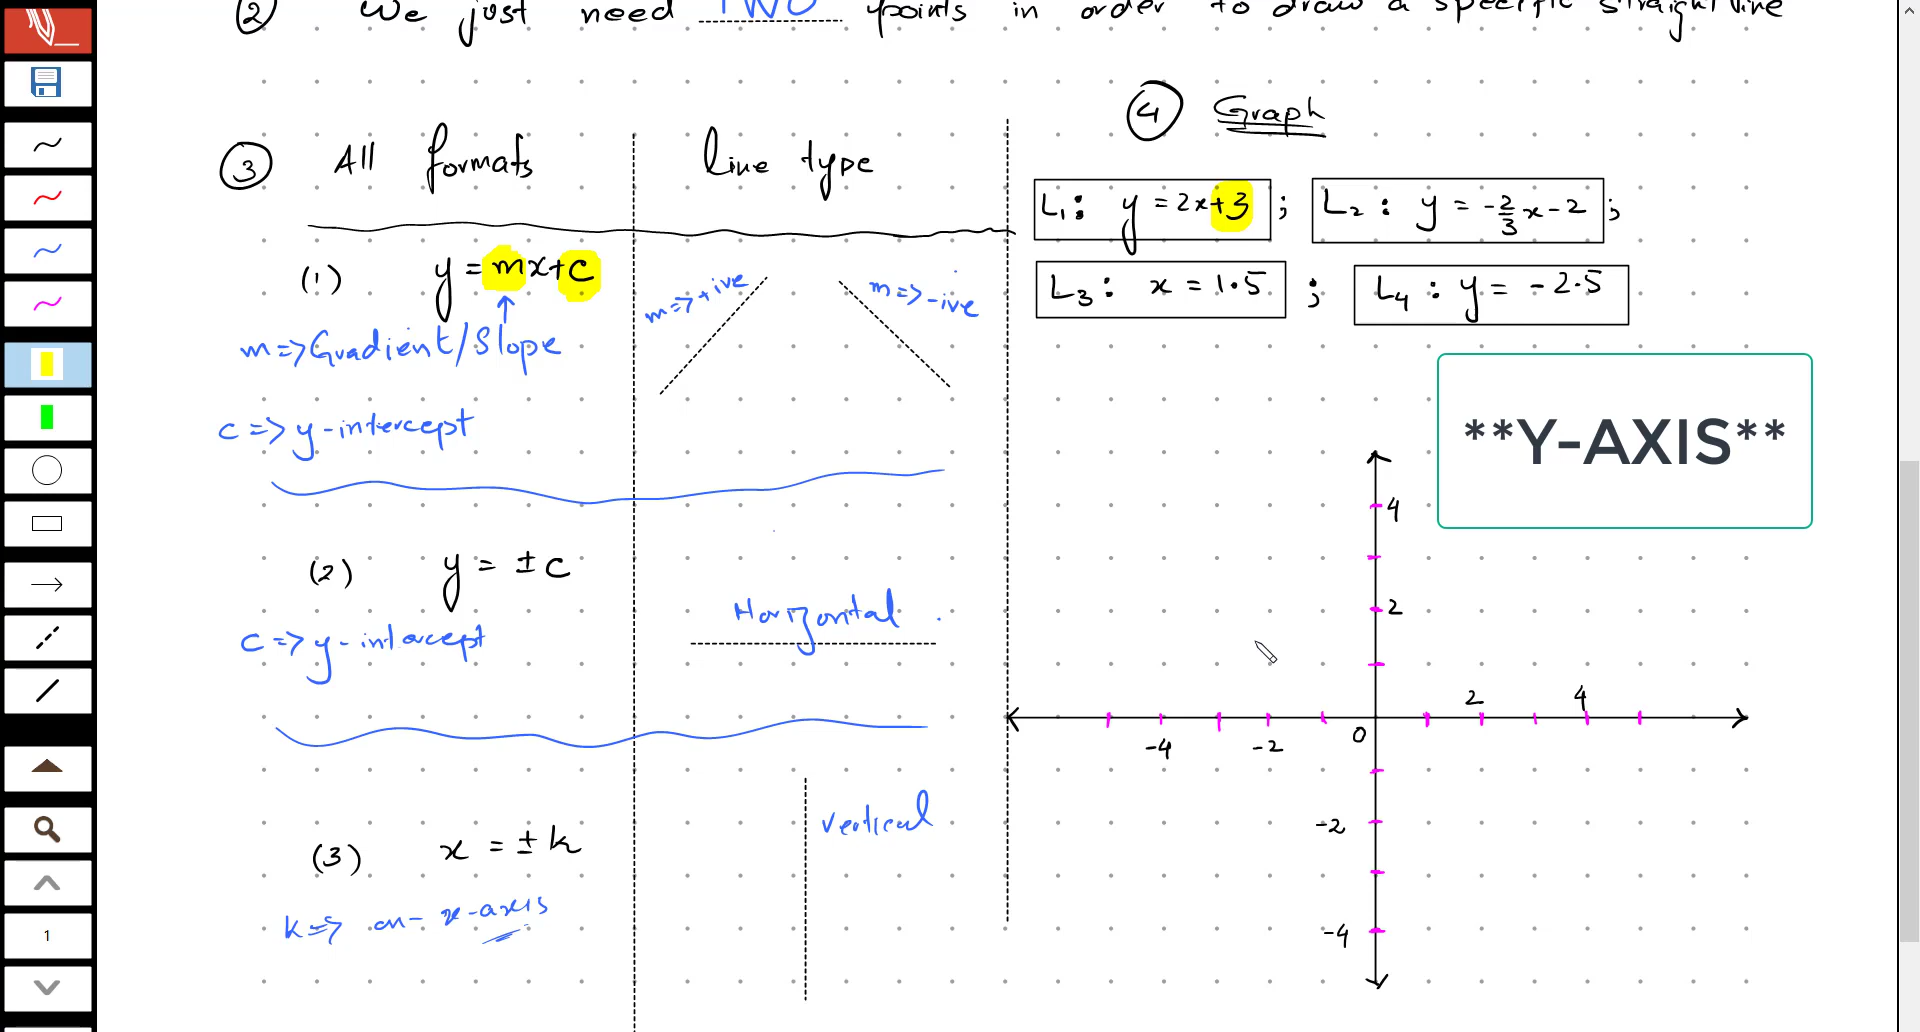 ② We just need TWO points in order to draw a specific straight line
③ All formats
Line type
④ Graph
L₁: y = 2x+3 ; L₂ : y = -2/3 x - 2 ;
L₃ : x = 1.5 ; L₄ : y = -2.5
(1) y = mx+c
m => Gradient/Slope
c => y-intercept
m => +ive
m => -ive
(2) y = ± c
c => y-intercept
Horizontal
(3) x = ± k
k => on x-axis
Vertical
**Y-AXIS**
4
2
2 4
-4 -2 0
-2
-4
1